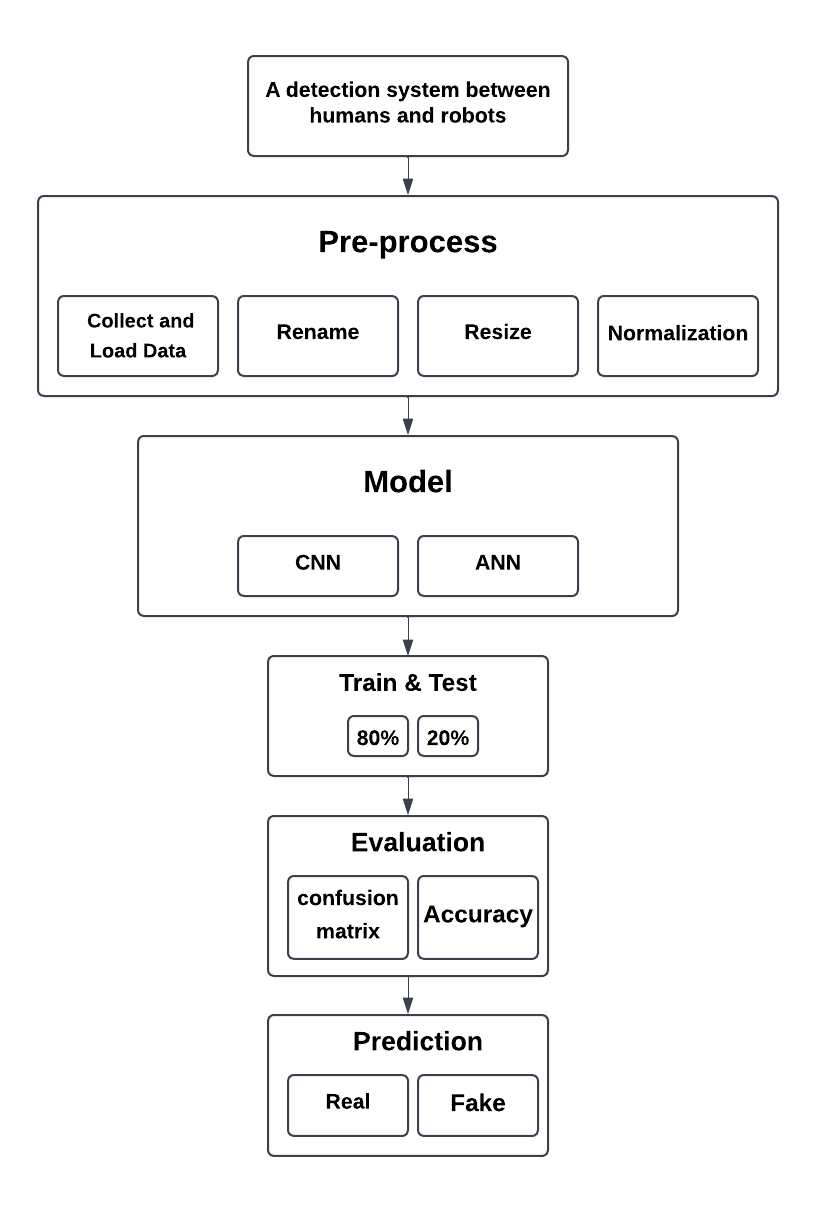 A detection system between
humans and robots
Pre-process
Collect and
Load Data
Rename
Resize
Normalization
Model
CNN
ANN
Train & Test
80%
20%
Evaluation
confusion
matrix
Accuracy
Prediction
Real
Fake